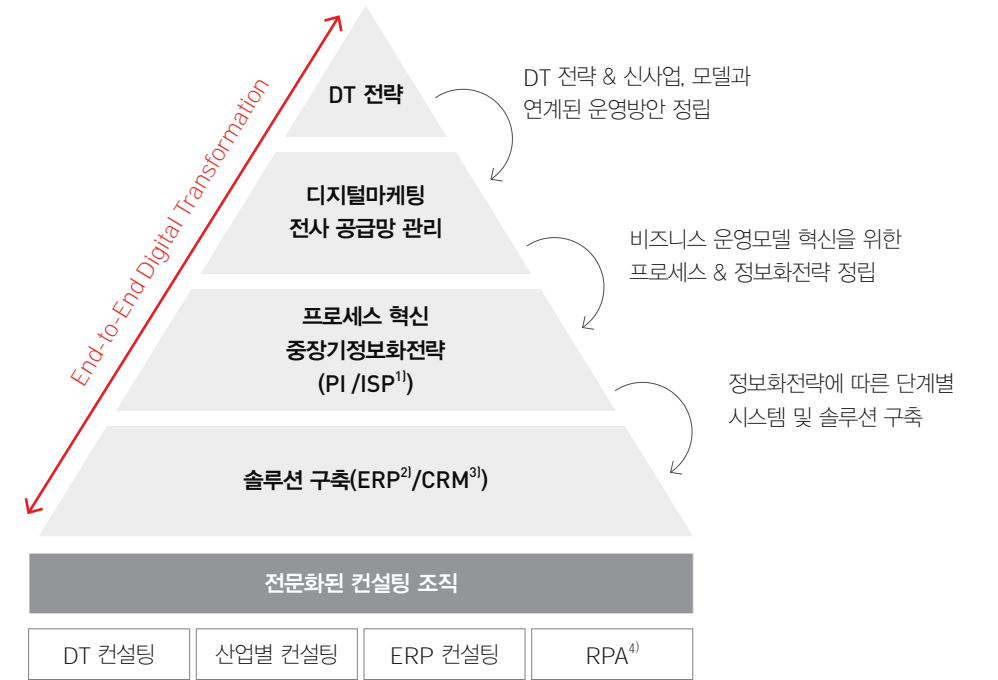 End-to-End Digital Transformation
DT 전략
DT 전략 & 신사업, 모델과
연계된 운영방안 정립
디지털마케팅
전사 공급망 관리
비즈니스 운영모델 혁신을 위한
프로세스 & 정보화전략 정립
프로세스 혁신
중장기정보화전략
(PI /ISP1))
정보화전략에 따른 단계별
시스템 및 솔루션 구축
솔루션 구축(ERP2)/CRM3))
전문화된 컨설팅 조직
DT 컨설팅
산업별 컨설팅
ERP 컨설팅
RPA4)